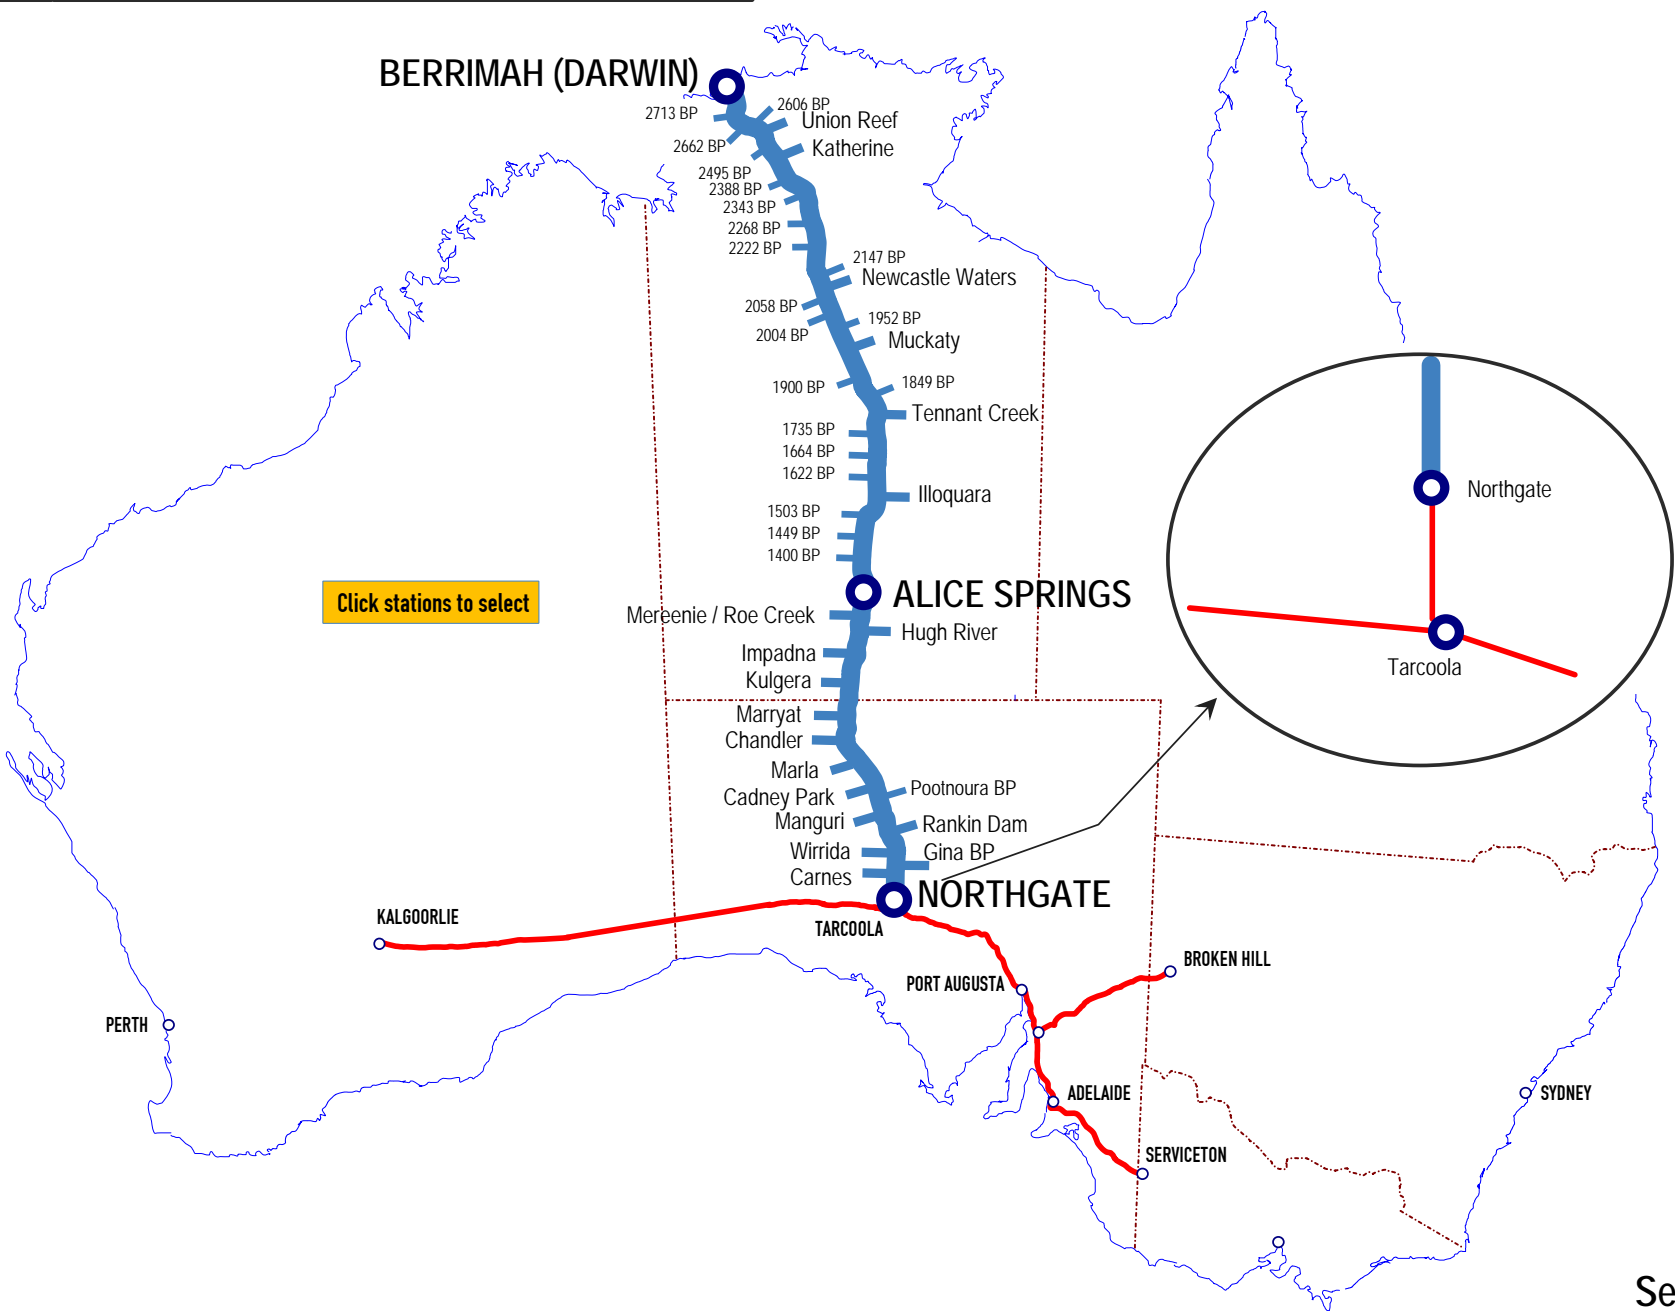 BERRIMAH (DARWIN)
2713 BP
2606 BP
Union Reef
2662 BP
Katherine
2495 BP
2388 BP
2343 BP
2268 BP
2222 BP
2147 BP
Newcastle Waters
2058 BP
1952 BP
2004 BP
Muckaty
1900 BP
1849 BP
Tennant Creek
1735 BP
1664 BP
1622 BP
Illoquara
1503 BP
1449 BP
1400 BP
Northgate
Tarcoola
Click stations to select
ALICE SPRINGS
Mereenie / Roe Creek
Hugh River
Impadna
Kulgera
Marryat
Chandler
Marla
Pootnoura BP
Cadney Park
Manguri
Rankin Dam
Wirrida
Gina BP
Carnes
NORTHGATE
KALGOORLIE
TARCOOLA
BROKEN HILL
PORT AUGUSTA
PERTH
ADELAIDE
SYDNEY
SERVICETON
Se